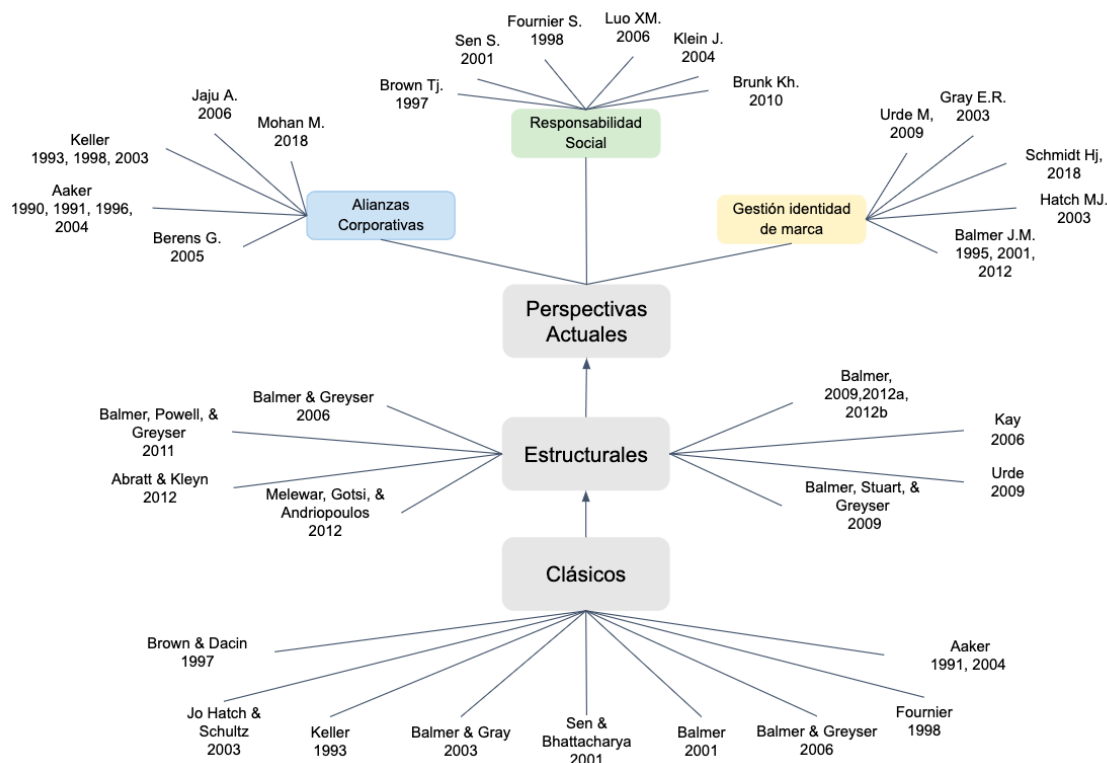 Fournier S.
1998
Luo XM.
2006
Sen S.
2001
Klein J.
2004
Brown Tj.
1997
Brunk Kh.
2010
Responsabilidad
Social
Jaju A.
2006
Mohan M.
2018
Keller
1993, 1998, 2003
Aaker
1990, 1991, 1996,
2004
Berens G.
2005
Alianzas
Corporativas
Gray E.R.
2003
Urde M,
2009
Schmidt Hj,
2018
Hatch MJ.
2003
Balmer J.M.
1995, 2001,
2012
Gestión identidad
de marca
Perspectivas
Actuales
Balmer & Greyser
2006
Balmer, Powell, &
Greyser
2011
Abratt & Kleyn
2012
Melewar, Gotsi, &
Andriopoulos
2012
Estructurales
Balmer,
2009,2012a,
2012b
Kay
2006
Urde
2009
Balmer, Stuart, &
Greyser
2009
Clásicos
Brown & Dacin
1997
Jo Hatch &
Schultz
2003
Keller
1993
Balmer & Gray
2003
Sen &
Bhattacharya
2001
Balmer
2001
Balmer & Greyser
2006
Fournier
1998
Aaker
1991, 2004